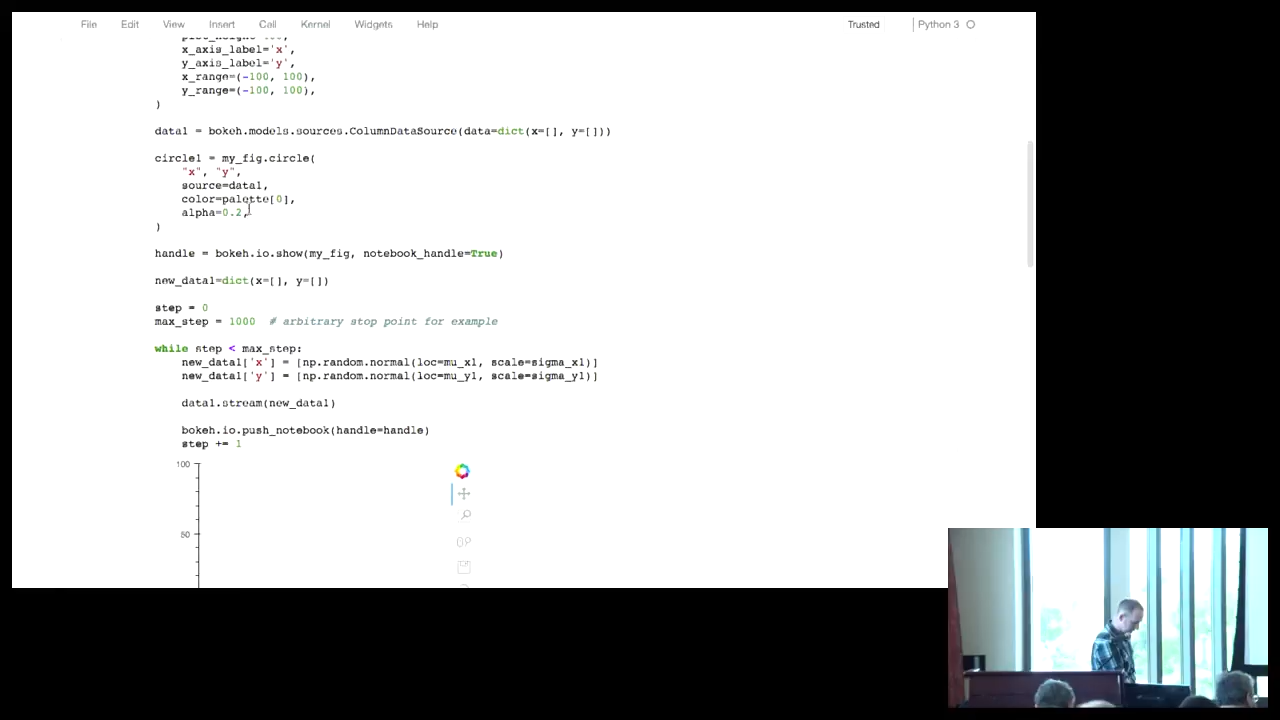 File Edit View Insert Cell Kernel Widgets Help Trusted Python 3
x_axis_label='x',
y_axis_label='y',
x_range=(-100, 100),
y_range=(-100, 100),
)
data1 = bokeh.models.sources.ColumnDataSource(data=dict(x=[], y=[]))
circle1 = my_fig.circle(
"x", "y",
source=data1,
color=palette[0],
alpha=0.2,
)
handle = bokeh.io.show(my_fig, notebook_handle=True)
new_data1=dict(x=[], y=[])
step = 0
max_step = 1000 # arbitrary stop point for example
while step < max_step:
new_data1['x'] = [np.random.normal(loc=mu_x1, scale=sigma_x1)]
new_data1['y'] = [np.random.normal(loc=mu_y1, scale=sigma_y1)]
data1.stream(new_data1)
bokeh.io.push_notebook(handle=handle)
step += 1
100
50